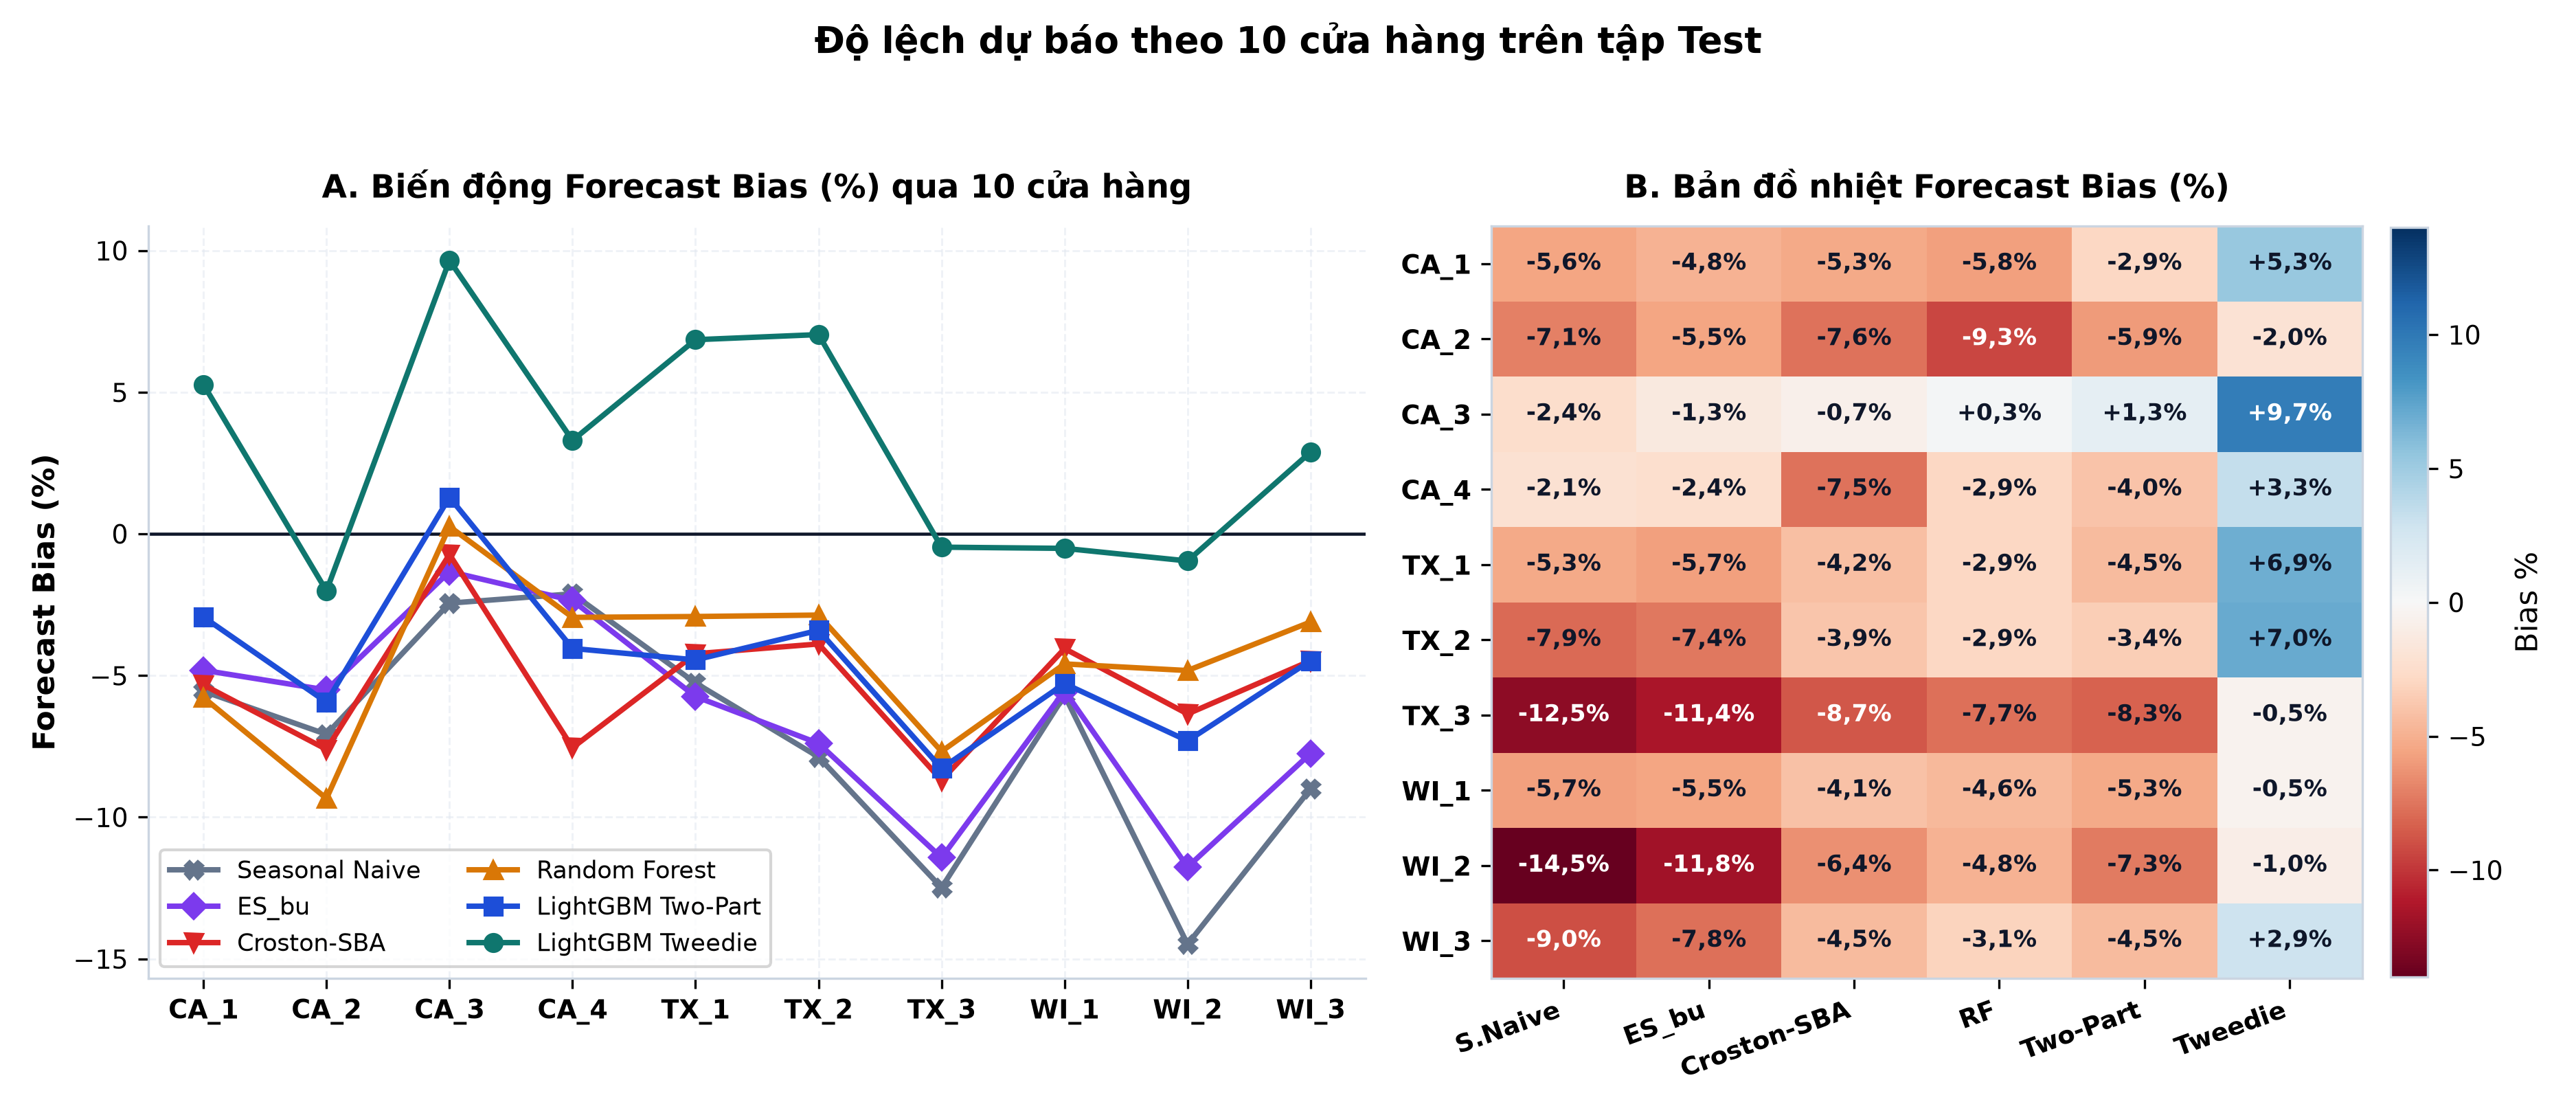 Độ lệch dự báo theo 10 cửa hàng trên tập Test
A. Biến động Forecast Bias (%) qua 10 cửa hàng
Forecast Bias (%)
10
5
0
−5
−10
−15
CA_1 CA_2 CA_3 CA_4 TX_1 TX_2 TX_3 WI_1 WI_2 WI_3
Seasonal Naive Random Forest
ES_bu LightGBM Two-Part
Croston-SBA LightGBM Tweedie
B. Bản đồ nhiệt Forecast Bias (%)
CA_1 -5,6% -4,8% -5,3% -5,8% -2,9% +5,3%
CA_2 -7,1% -5,5% -7,6% -9,3% -5,9% -2,0%
CA_3 -2,4% -1,3% -0,7% +0,3% +1,3% +9,7%
CA_4 -2,1% -2,4% -7,5% -2,9% -4,0% +3,3%
TX_1 -5,3% -5,7% -4,2% -2,9% -4,5% +6,9%
TX_2 -7,9% -7,4% -3,9% -2,9% -3,4% +7,0%
TX_3 -12,5% -11,4% -8,7% -7,7% -8,3% -0,5%
WI_1 -5,7% -5,5% -4,1% -4,6% -5,3% -0,5%
WI_2 -14,5% -11,8% -6,4% -4,8% -7,3% -1,0%
WI_3 -9,0% -7,8% -4,5% -3,1% -4,5% +2,9%
S.Naive ES_bu Croston-SBA RF Two-Part Tweedie
10
5
0
−5
−10
Bias %